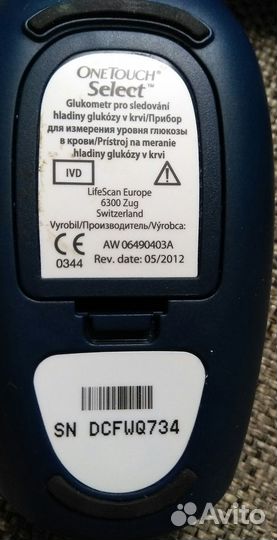 ONETOUCH®
Select™
Glukometr pro sledování
hladiny glukózy v krvi/Прибор
для измерения уровня глюкозы
в крови/Prístroj na meranie
hladiny glukózy v krvi
IVD
LifeScan Europe
6300 Zug
Switzerland
Vyrobil/Производитель/Výrobca:
CE AW 06490403A
0344 Rev. date: 05/2012
SN DCFWQ734
Avito